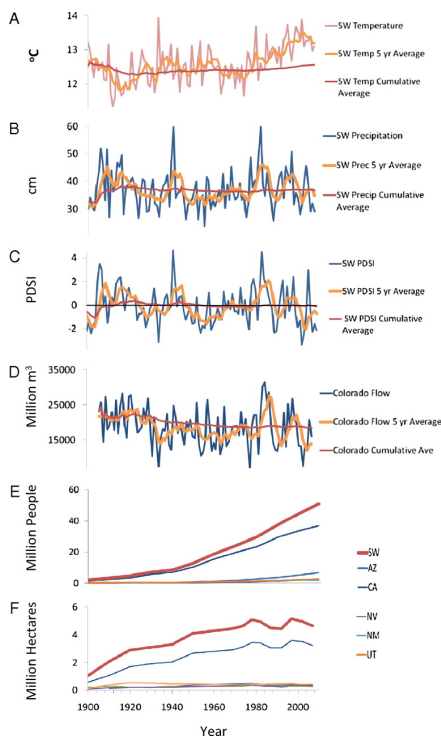 A
°C
14
13
12
SW Temperature
SW Temp 5 yr Average
SW Temp Cumulative
Average
B
cm
60
50
40
30
SW Precipitation
SW Prec 5 yr Average
SW Precip Cumulative
Average
C
PDSI
4
2
0
-2
SW PDSI
SW PDSI 5 yr Average
SW PDSI Cumulative
Average
D
Million m³
35000
25000
15000
Colorado Flow
Colorado Flow 5 yr Average
Colorado Cumulative Ave
E
Million People
60
40
20
0
F
Million Hectares
6
4
2
0
SW
AZ
CA
NV
NM
UT
1900 1920 1940 1960 1980 2000
Year